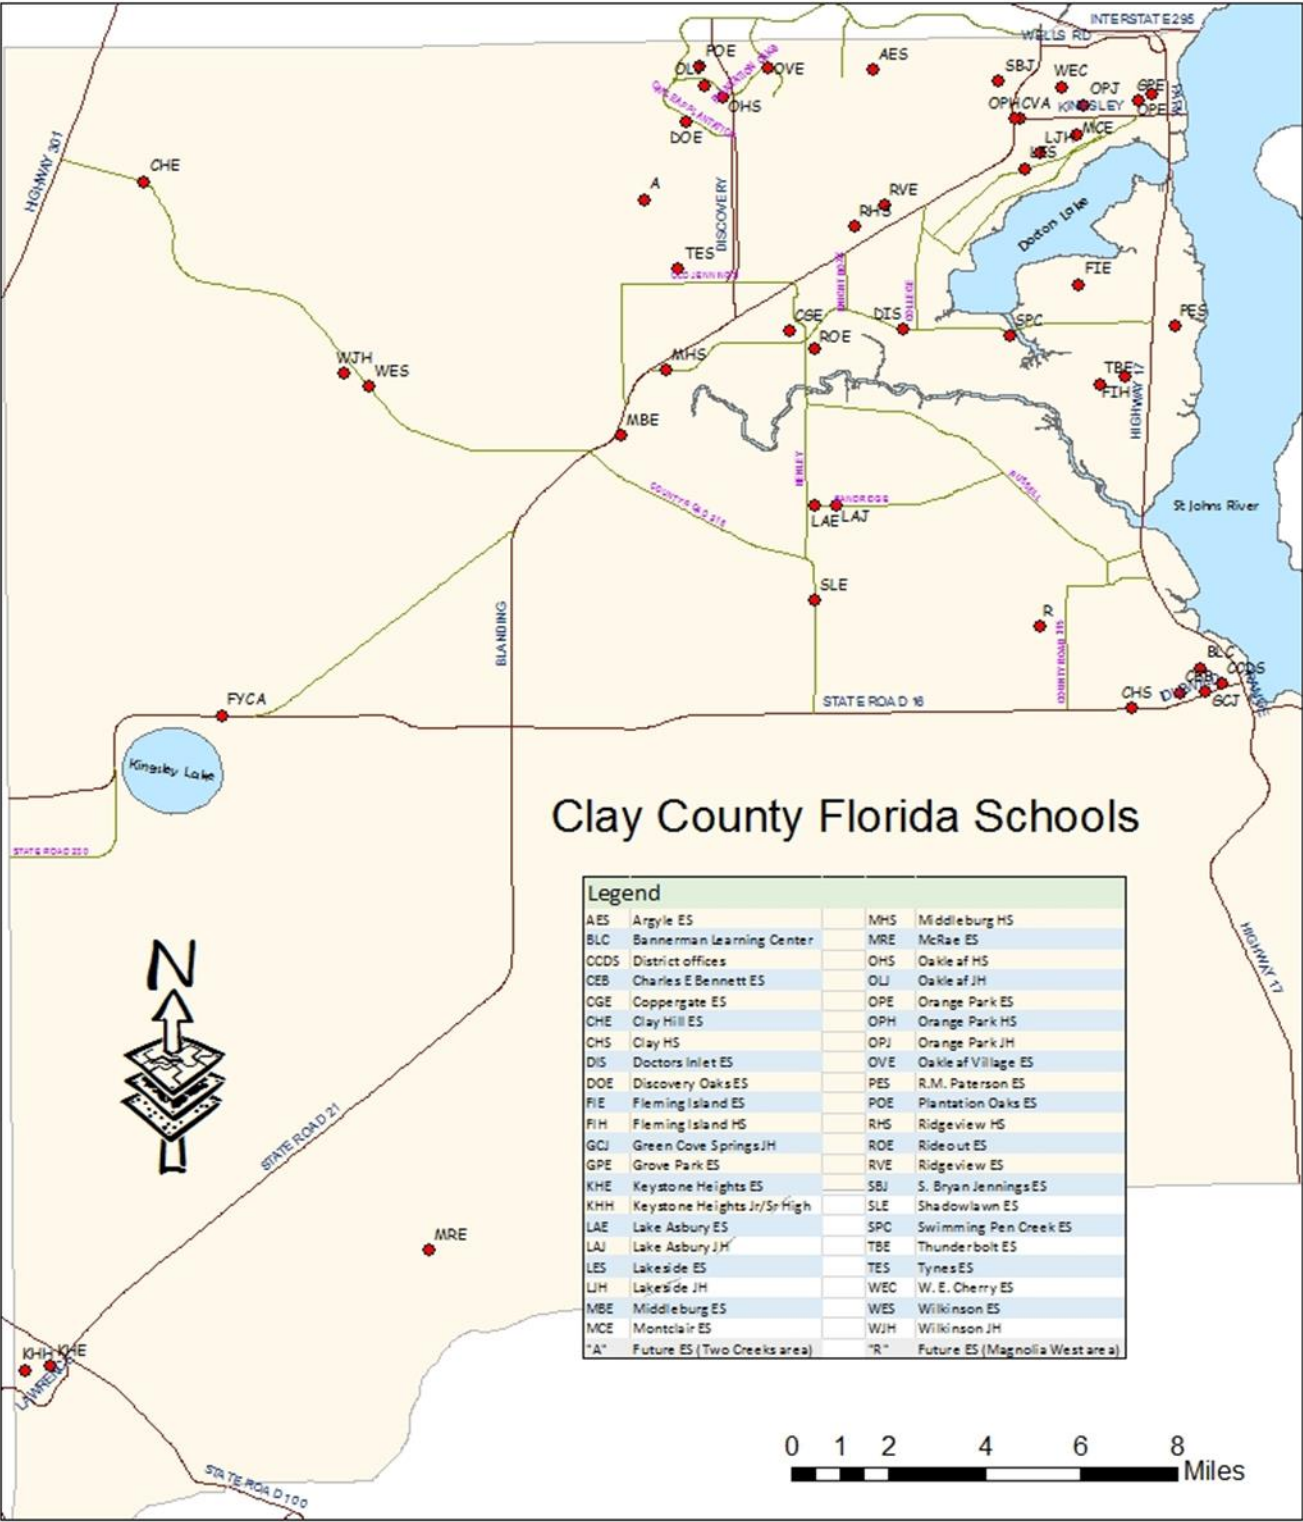 INTERSTATE 295
WELLS RD
POE
OVE
AES
SBJ
WEC
OPJ
GPE
OHS
OPH CVA
KINGSLEY
OPE
DOE
MCE
LJH
LES
HIGHWAY 301
CHE
A
DISCOVERY
RVE
RHS
Doctors Lake
TES
OLD JENNINGS
KNIGHT BOXX
COLLEGE
FIE
CGE
DIS
SPC
PES
ROE
WJH
WES
MHS
TBE
FIH
HIGHWAY 17
MBE
HENLEY
COUNTY ROAD 218
SANDRIDGE
RUSSELL
LAE
LAJ
St Johns River
SLE
R
BLANDING
COUNTY ROAD 315
BLC
CCDS
CEB
GCJ
CHS
FYCA
STATE ROAD 16
Kingsley Lake
STATE ROAD 230
Clay County Florida Schools
Legend
AES Argyle ES MHS Middleburg HS
BLC Bannerman Learning Center MRE McRae ES
CCDS District offices OHS Oakleaf HS
CEB Charles E Bennett ES OLJ Oakleaf JH
CGE Coppergate ES OPE Orange Park ES
CHE Clay Hill ES OPH Orange Park HS
CHS Clay HS OPJ Orange Park JH
DIS Doctors Inlet ES OVE Oakleaf Village ES
DOE Discovery Oaks ES PES R.M. Paterson ES
FIE Fleming Island ES POE Plantation Oaks ES
FIH Fleming Island HS RHS Ridgeview HS
GCJ Green Cove Springs JH ROE Rideout ES
GPE Grove Park ES RVE Ridgeview ES
KHE Keystone Heights ES SBJ S. Bryan Jennings ES
KHH Keystone Heights Jr/Sr High SLE Shadowlawn ES
LAE Lake Asbury ES SPC Swimming Pen Creek ES
LAJ Lake Asbury JH TBE Thunderbolt ES
LES Lakeside ES TES Tynes ES
LJH Lakeside JH WEC W. E. Cherry ES
MBE Middleburg ES WES Wilkinson ES
MCE Montclair ES WJH Wilkinson JH
"A" Future ES (Two Creeks area) "R" Future ES (Magnolia West area)
HIGHWAY 17
N
STATE ROAD 21
MRE
KHH KHE
LAWRENCE
STATE ROAD 100
0 1 2 4 6 8
Miles